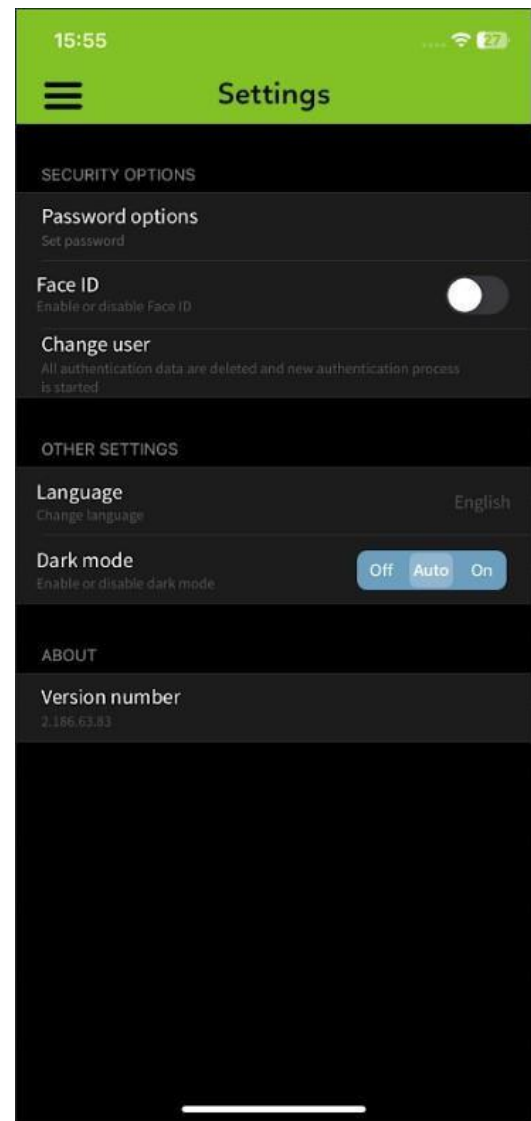 15:55
27
Settings
SECURITY OPTIONS
Password options
Set password
Face ID
Enable or disable Face ID
Change user
All authentication data are deleted and new authentication process
is started
OTHER SETTINGS
Language
English
Change language
Dark mode
Off Auto On
Enable or disable dark mode
ABOUT
Version number
2.186.63.83